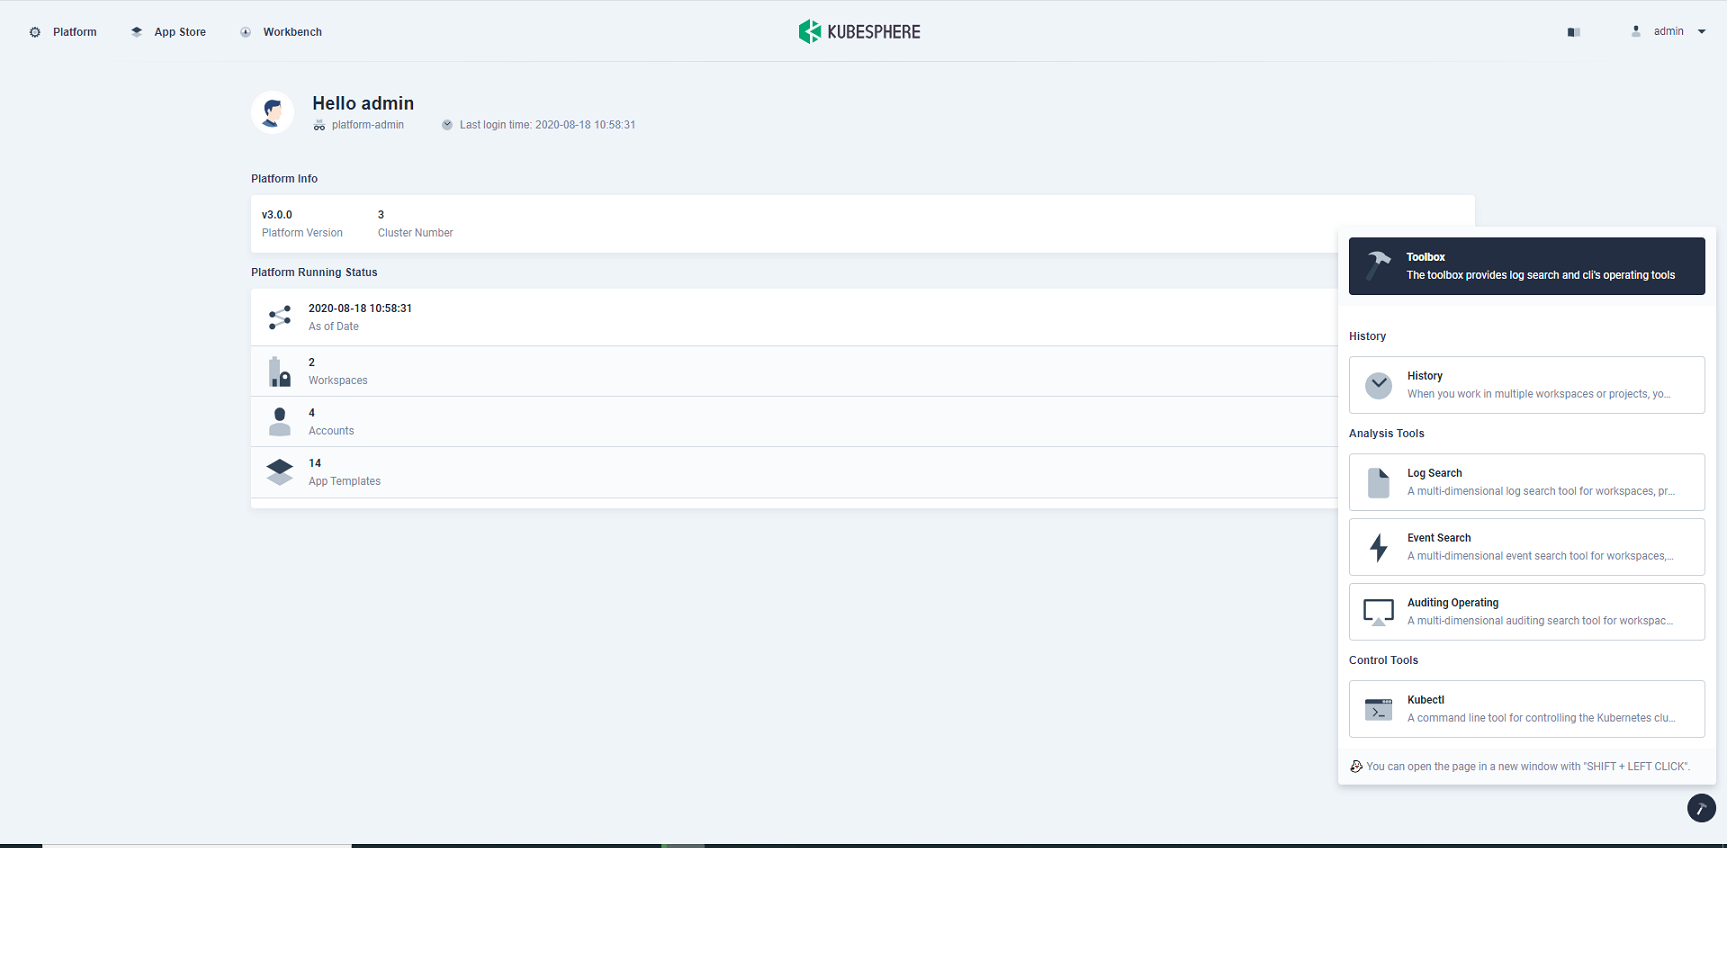 Platform
App Store
Workbench
KUBESPHERE
admin
Hello admin
platform-admin
Last login time: 2020-08-18 10:58:31
Platform Info
v3.0.0
Platform Version
3
Cluster Number
Platform Running Status
2020-08-18 10:58:31
As of Date
2
Workspaces
4
Accounts
14
App Templates
Toolbox
The toolbox provides log search and cli's operating tools
History
History
When you work in multiple workspaces or projects, yo...
Analysis Tools
Log Search
A multi-dimensional log search tool for workspaces, pr...
Event Search
A multi-dimensional event search tool for workspaces,...
Auditing Operating
A multi-dimensional auditing search tool for workspac...
Control Tools
Kubectl
A command line tool for controlling the Kubernetes clu...
You can open the page in a new window with "SHIFT + LEFT CLICK".